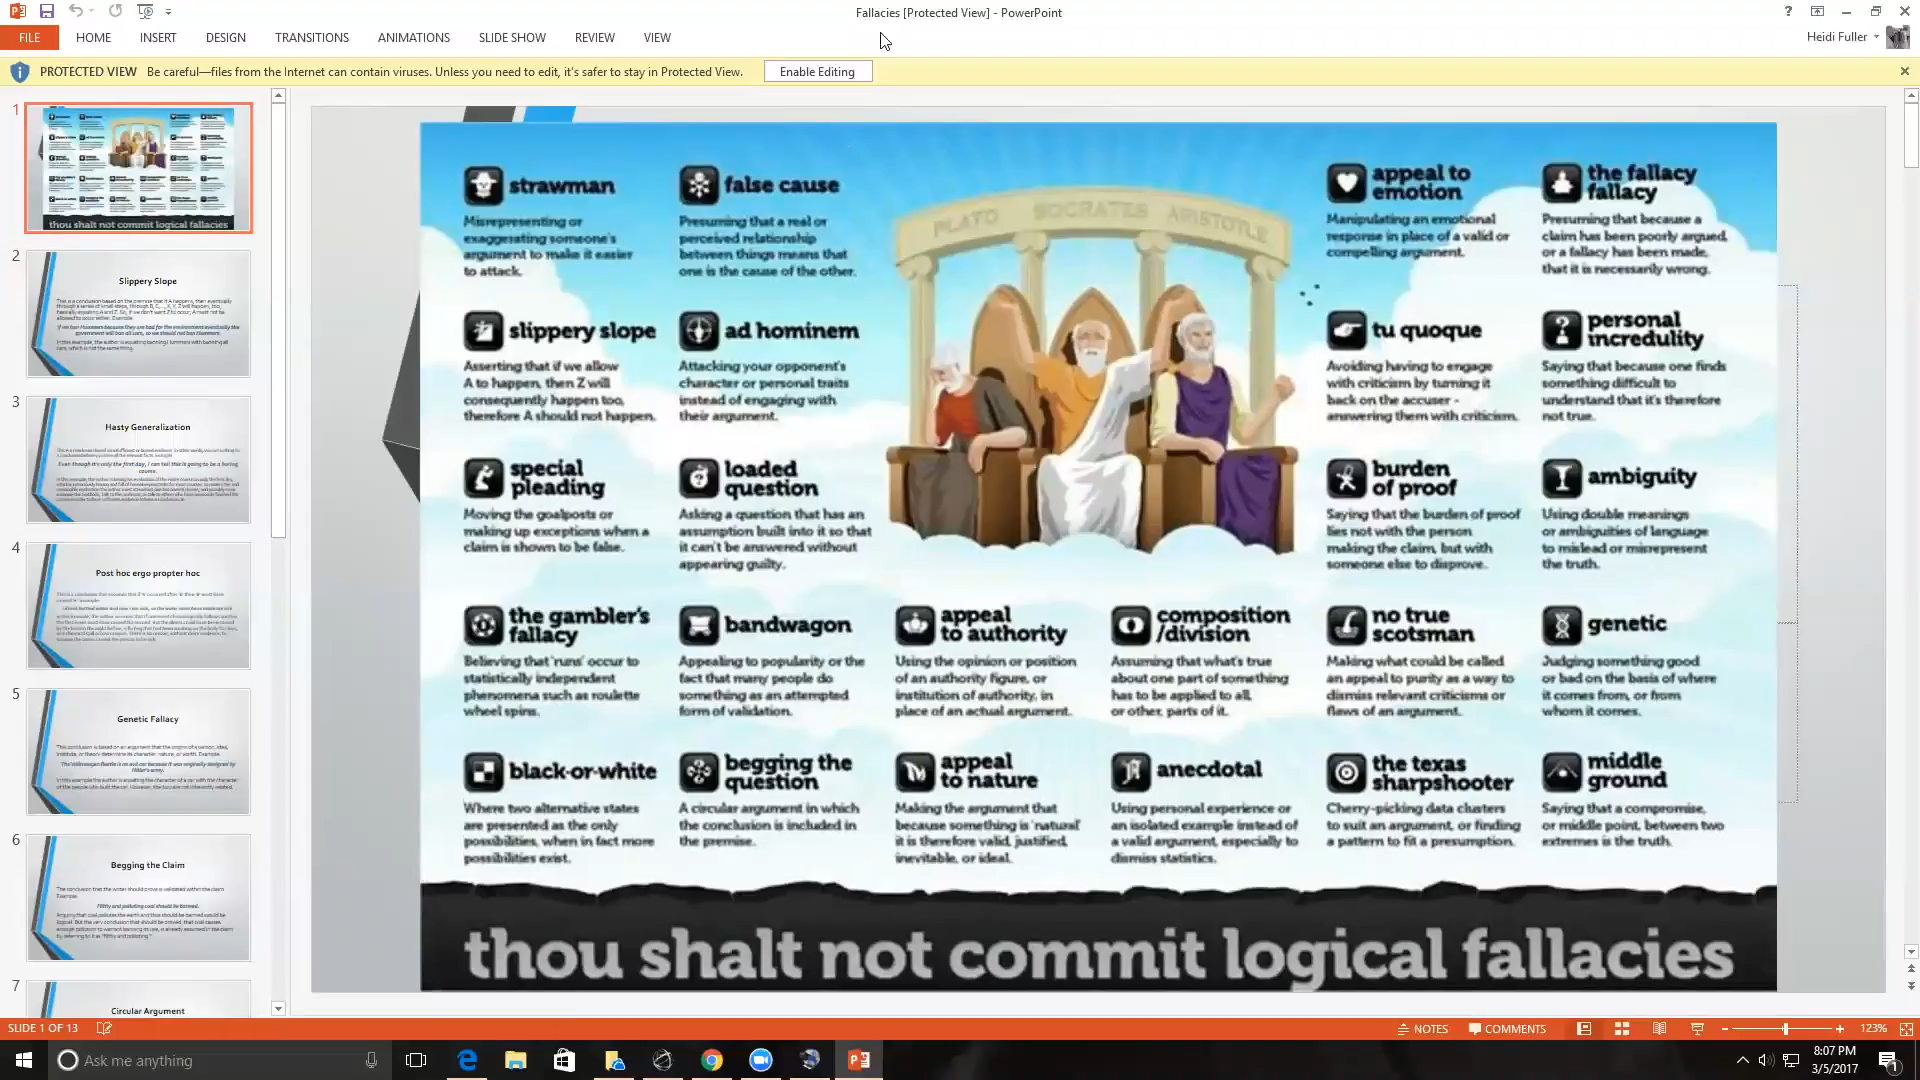 Fallacies [Protected View] - PowerPoint
FILE HOME INSERT DESIGN TRANSITIONS ANIMATIONS SLIDE SHOW REVIEW VIEW
Heidi Fuller
PROTECTED VIEW Be careful—files from the Internet can contain viruses. Unless you need to edit, it's safer to stay in Protected View. Enable Editing
1
thou shalt not commit logical fallacies
2
Slippery Slope
3
Hasty Generalization
4
Post hoc ergo propter hoc
5
Genetic Fallacy
6
Begging the Claim
Filthy and polluting coal should be banned.
7
Circular Argument
PLATO SOCRATES ARISTOTLE
strawman
Misrepresenting or
exaggerating someone's
argument to make it easier
to attack.
false cause
Presuming that a real or
perceived relationship
between things means that
one is the cause of the other.
appeal to
emotion
Manipulating an emotional
response in place of a valid or
compelling argument.
the fallacy
fallacy
Presuming that because a
claim has been poorly argued,
or a fallacy has been made,
that it is necessarily wrong.
slippery slope
Asserting that if we allow
A to happen, then Z will
consequently happen too,
therefore A should not happen.
ad hominem
Attacking your opponent's
character or personal traits
instead of engaging with
their argument.
tu quoque
Avoiding having to engage
with criticism by turning it
back on the accuser -
answering them with criticism.
personal
incredulity
Saying that because one finds
something difficult to
understand that it's therefore
not true.
special
pleading
Moving the goalposts or
making up exceptions when a
claim is shown to be false.
loaded
question
Asking a question that has an
assumption built into it so that
it can't be answered without
appearing guilty.
burden
of proof
Saying that the burden of proof
lies not with the person
making the claim, but with
someone else to disprove.
ambiguity
Using double meanings
or ambiguities of language
to mislead or misrepresent
the truth.
the gambler's
fallacy
Believing that 'runs' occur to
statistically independent
phenomena such as roulette
wheel spins.
bandwagon
Appealing to popularity or the
fact that many people do
something as an attempted
form of validation.
appeal
to authority
Using the opinion or position
of an authority figure, or
institution of authority, in
place of an actual argument.
composition
/division
Assuming that what's true
about one part of something
has to be applied to all,
or other, parts of it.
no true
scotsman
Making what could be called
an appeal to purity as a way to
dismiss relevant criticisms or
flaws of an argument.
genetic
Judging something good
or bad on the basis of where
it comes from, or from
whom it comes.
black-or-white
Where two alternative states
are presented as the only
possibilities, when in fact more
possibilities exist.
begging the
question
A circular argument in which
the conclusion is included in
the premise.
appeal
to nature
Making the argument that
because something is 'natural'
it is therefore valid, justified,
inevitable, or ideal.
anecdotal
Using personal experience or
an isolated example instead of
a valid argument, especially to
dismiss statistics.
the texas
sharpshooter
Cherry-picking data clusters
to suit an argument, or finding
a pattern to fit a presumption.
middle
ground
Saying that a compromise,
or middle point, between two
extremes is the truth.
thou shalt not commit logical fallacies
SLIDE 1 OF 13 NOTES COMMENTS 123%
Ask me anything
8:07 PM
3/5/2017
1